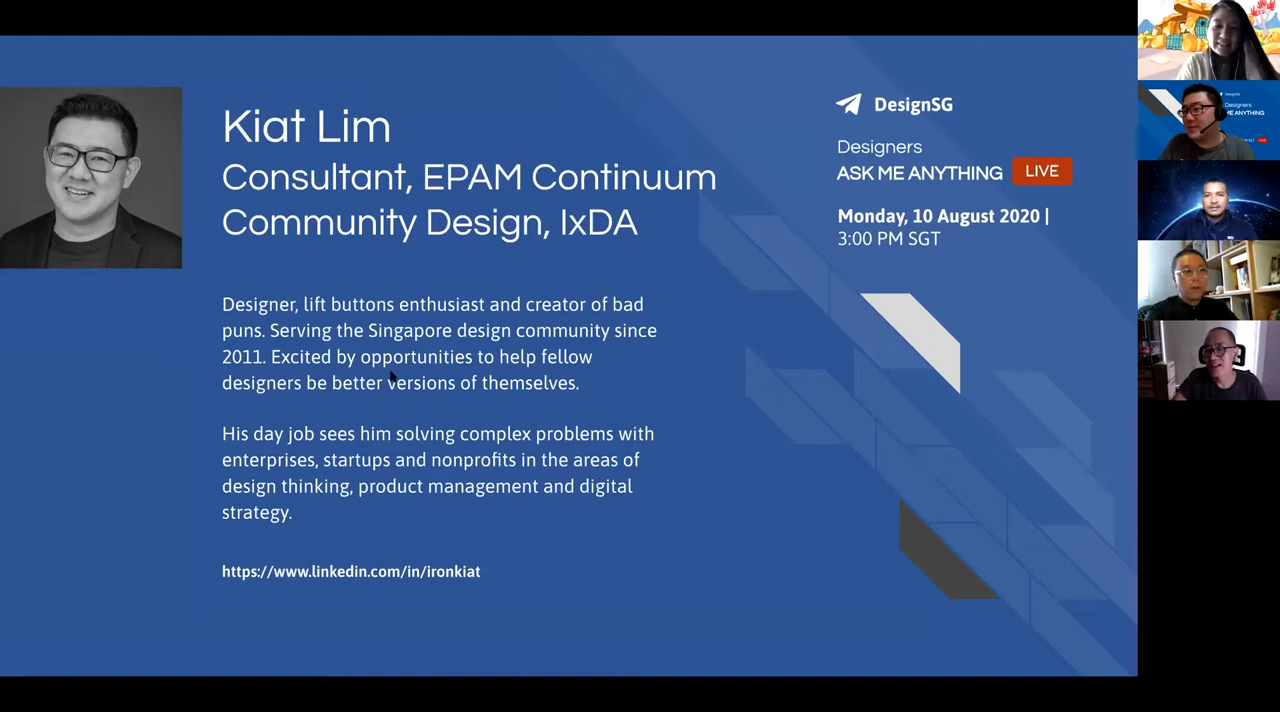 Kiat Lim
Consultant, EPAM Continuum
Community Design, IxDA
Designer, lift buttons enthusiast and creator of bad
puns. Serving the Singapore design community since
2011. Excited by opportunities to help fellow
designers be better versions of themselves.
His day job sees him solving complex problems with
enterprises, startups and nonprofits in the areas of
design thinking, product management and digital
strategy.
https://www.linkedin.com/in/ironkiat
DesignSG
Designers
ASK ME ANYTHING LIVE
Monday, 10 August 2020 |
3:00 PM SGT
Designers
ME ANYTHING